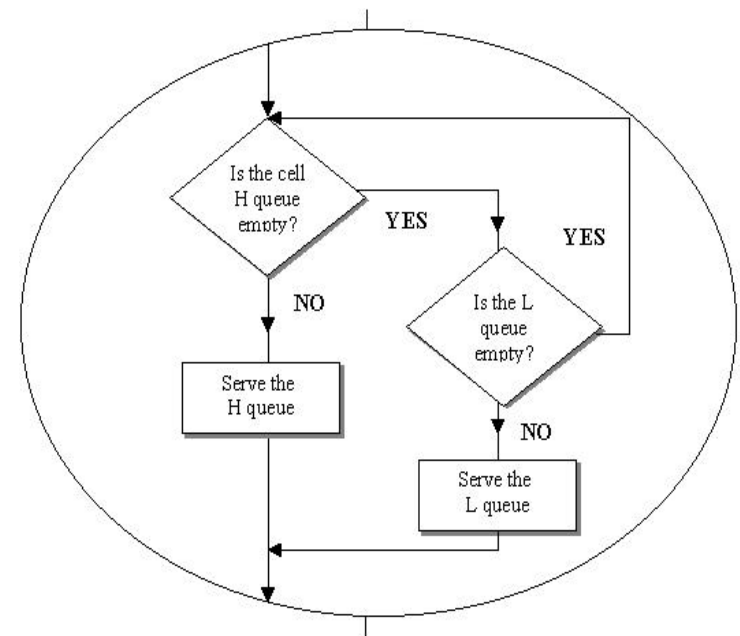 Is the cell
H queue
empty?
YES
YES
Is the L
queue
empty?
NO
Serve the
H queue
NO
Serve the
L queue